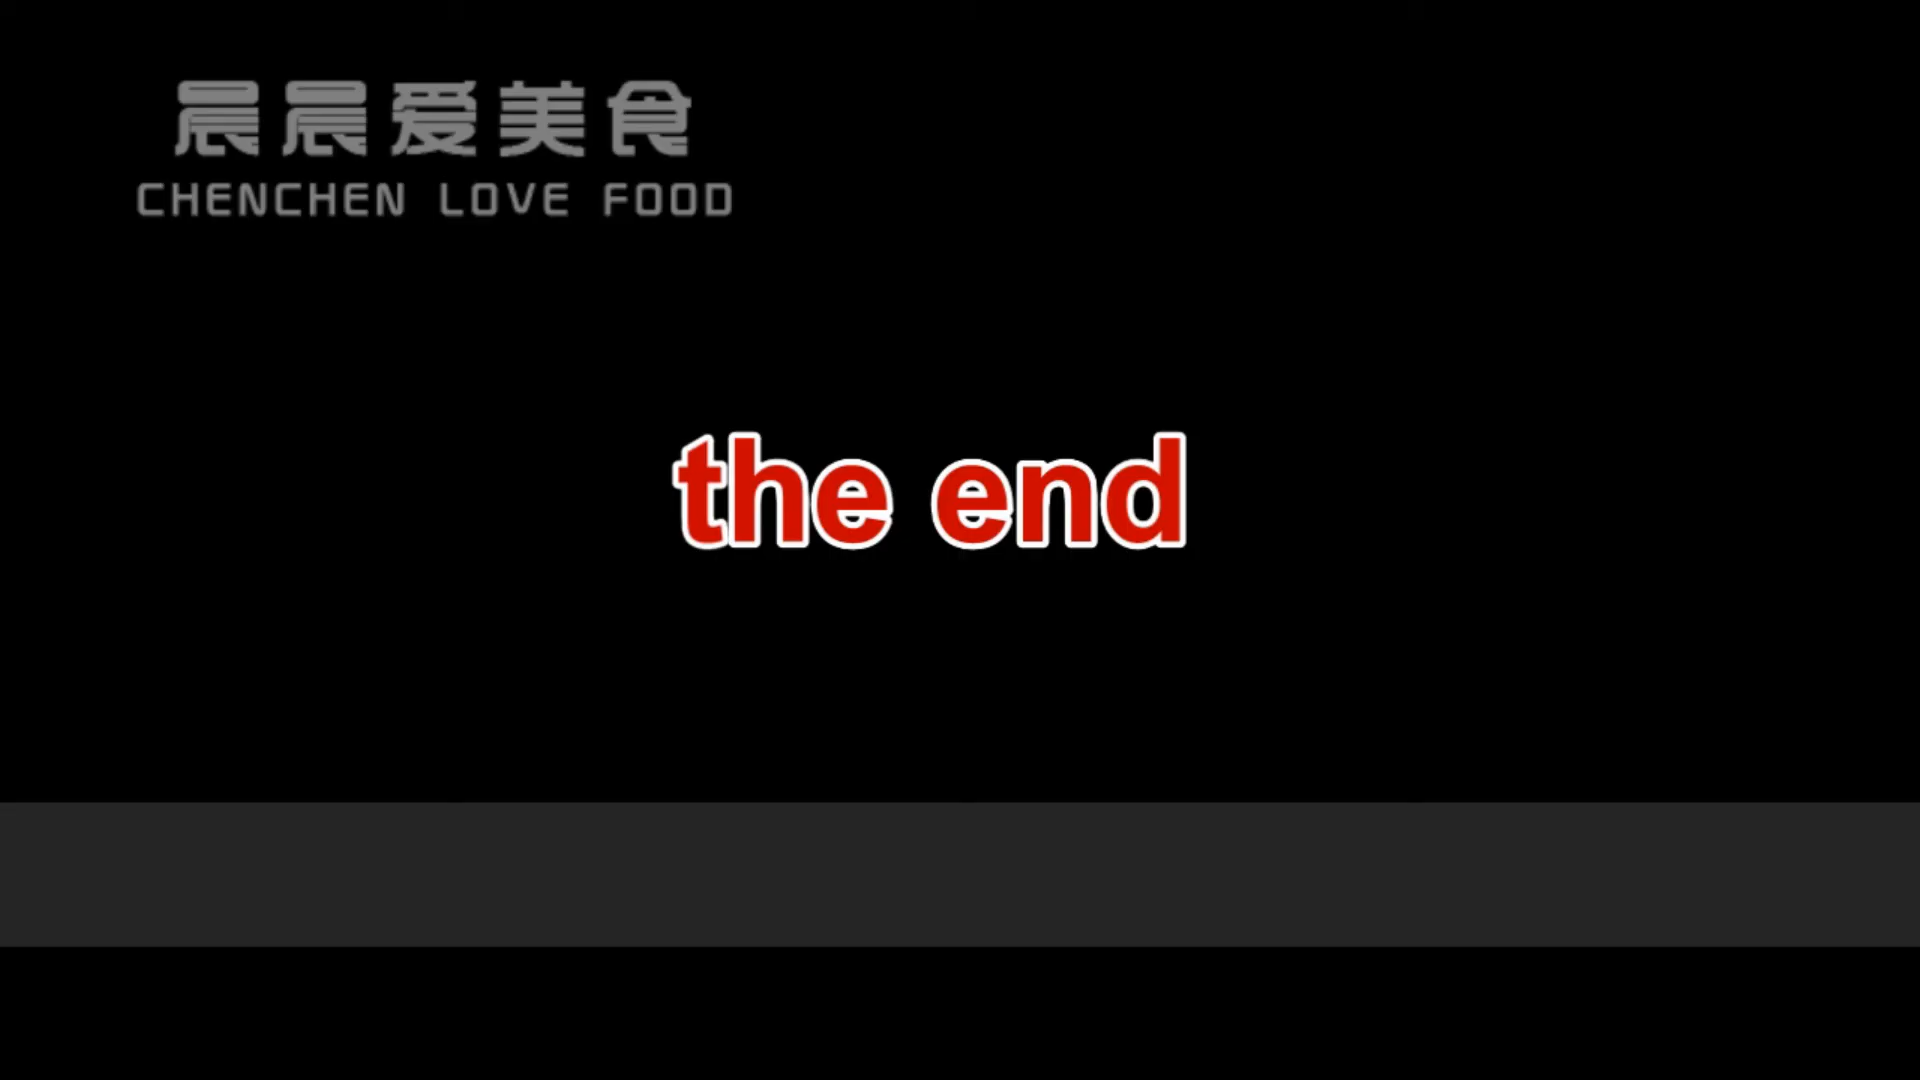 晨晨爱美食
CHENCHEN LOVE FOOD
the end